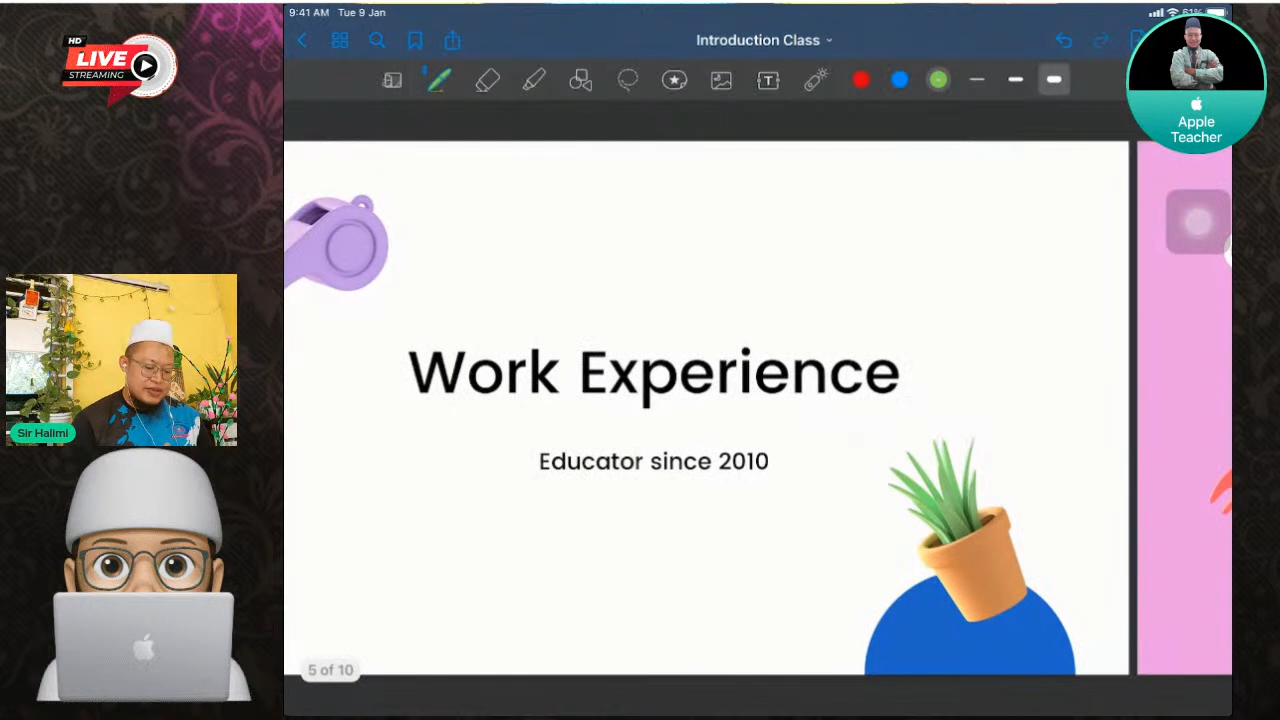 9:41 AM Tue 9 Jan
61%
Introduction Class
T
HD
LIVE
STREAMING
Apple
Teacher
Work Experience
Educator since 2010
Sir Halimi
5 of 10